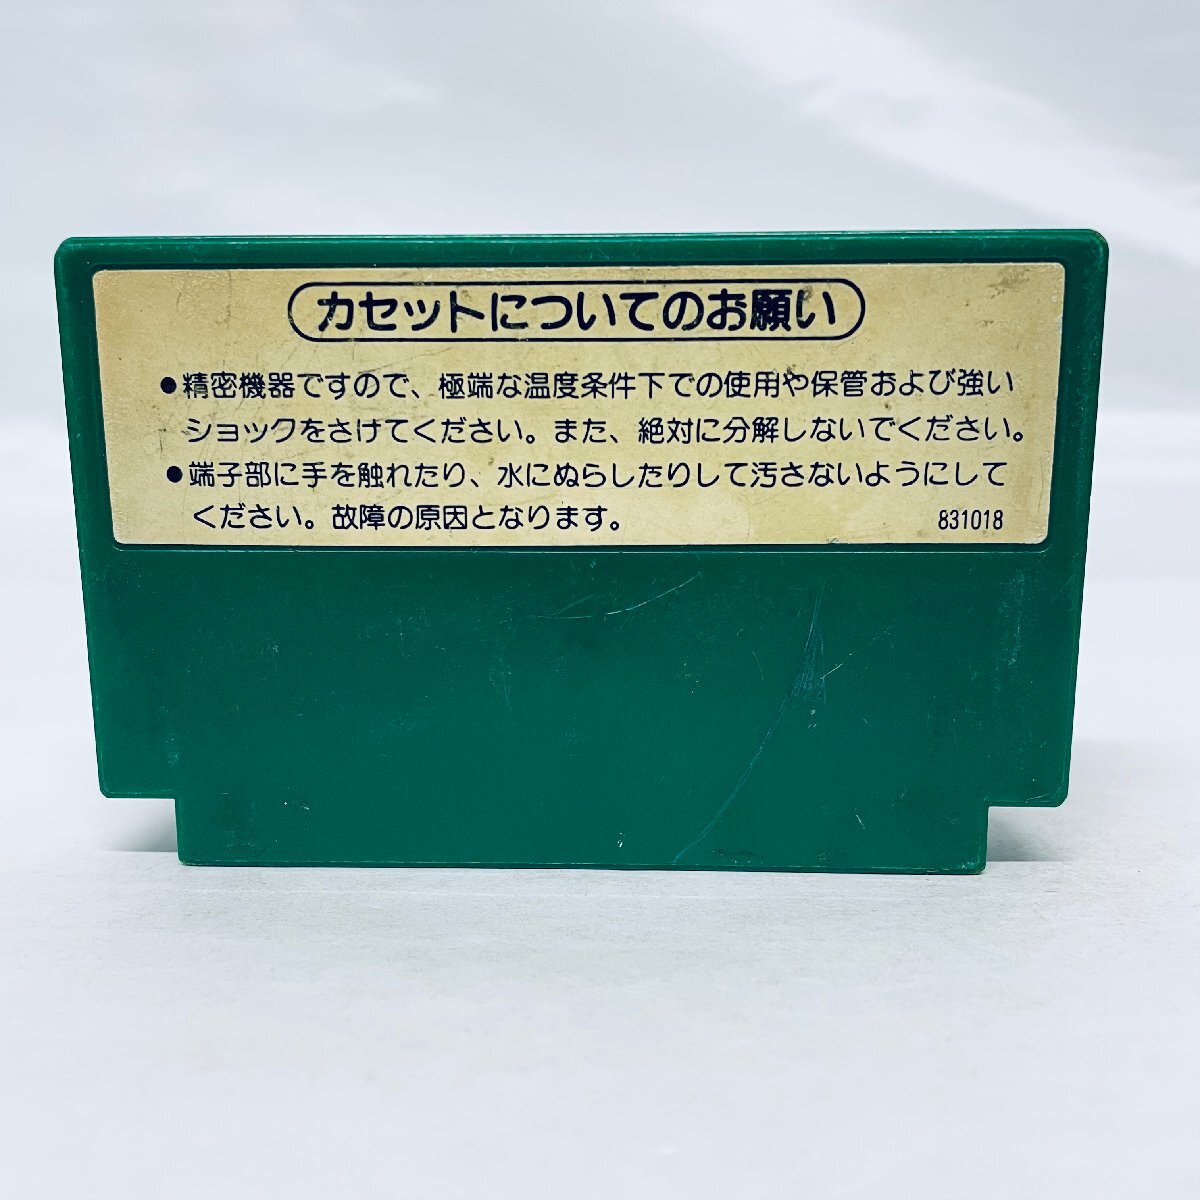 カセットについてのお願い
●精密機器ですので、極端な温度条件下での使用や保管および強い
ショックをさけてください。また、絶対に分解しないでください。
●端子部に手を触れたり、水にぬらしたりして汚さないようにして
ください。故障の原因となります。
831018